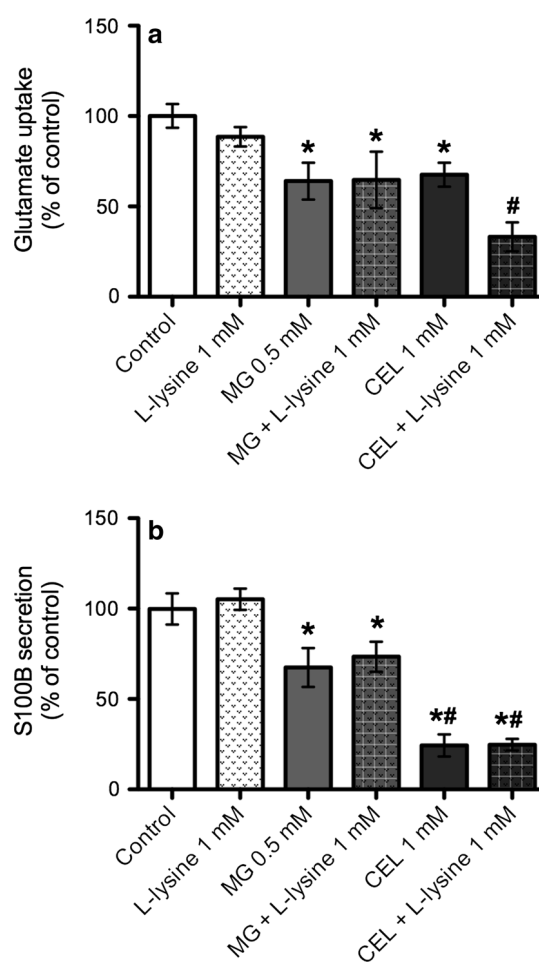 a
Glutamate uptake
(% of control)
150
100
50
0
*
*
*
#
Control
L-lysine 1 mM
MG 0.5 mM
MG + L-lysine 1 mM
CEL 1 mM
CEL + L-lysine 1 mM
b
S100B secretion
(% of control)
150
100
50
0
*
*
*#
*#
Control
L-lysine 1 mM
MG 0.5 mM
MG + L-lysine 1 mM
CEL 1 mM
CEL + L-lysine 1 mM